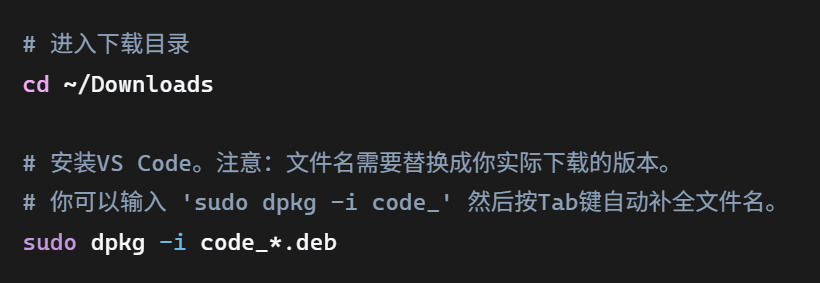 # 进入下载目录
cd ~/Downloads
# 安装VS Code。注意：文件名需要替换成你实际下载的版本。
# 你可以输入 'sudo dpkg -i code_' 然后按Tab键自动补全文件名。
sudo dpkg -i code_*.deb